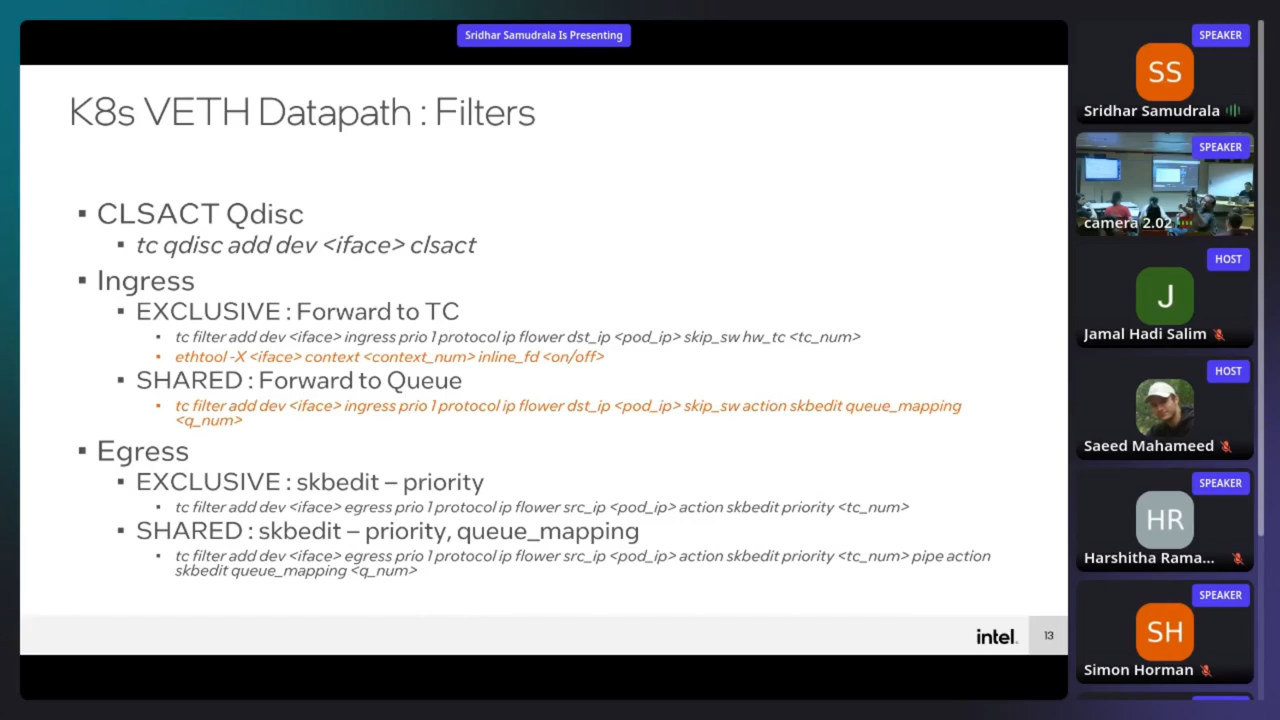 Sridhar Samudrala Is Presenting
K8s VETH Datapath : Filters
▪ CLSACT Qdisc
▪ tc qdisc add dev <iface> clsact
▪ Ingress
▪ EXCLUSIVE : Forward to TC
• tc filter add dev <iface> ingress prio 1 protocol ip flower dst_ip <pod_ip> skip_sw hw_tc <tc_num>
• ethtool -X <iface> context <context_num> inline_fd <on/off>
▪ SHARED : Forward to Queue
• tc filter add dev <iface> ingress prio 1 protocol ip flower dst_ip <pod_ip> skip_sw action skbedit queue_mapping
<q_num>
▪ Egress
▪ EXCLUSIVE : skbedit – priority
• tc filter add dev <iface> egress prio 1 protocol ip flower src_ip <pod_ip> action skbedit priority <tc_num>
▪ SHARED : skbedit – priority, queue_mapping
• tc filter add dev <iface> egress prio 1 protocol ip flower src_ip <pod_ip> action skbedit priority <tc_num> pipe action
skbedit queue_mapping <q_num>
intel.
13
SPEAKER
SS
Sridhar Samudrala
SPEAKER
camera 2.02
HOST
J
Jamal Hadi Salim
HOST
Saeed Mahameed
SPEAKER
HR
Harshitha Rama...
SPEAKER
SH
Simon Horman